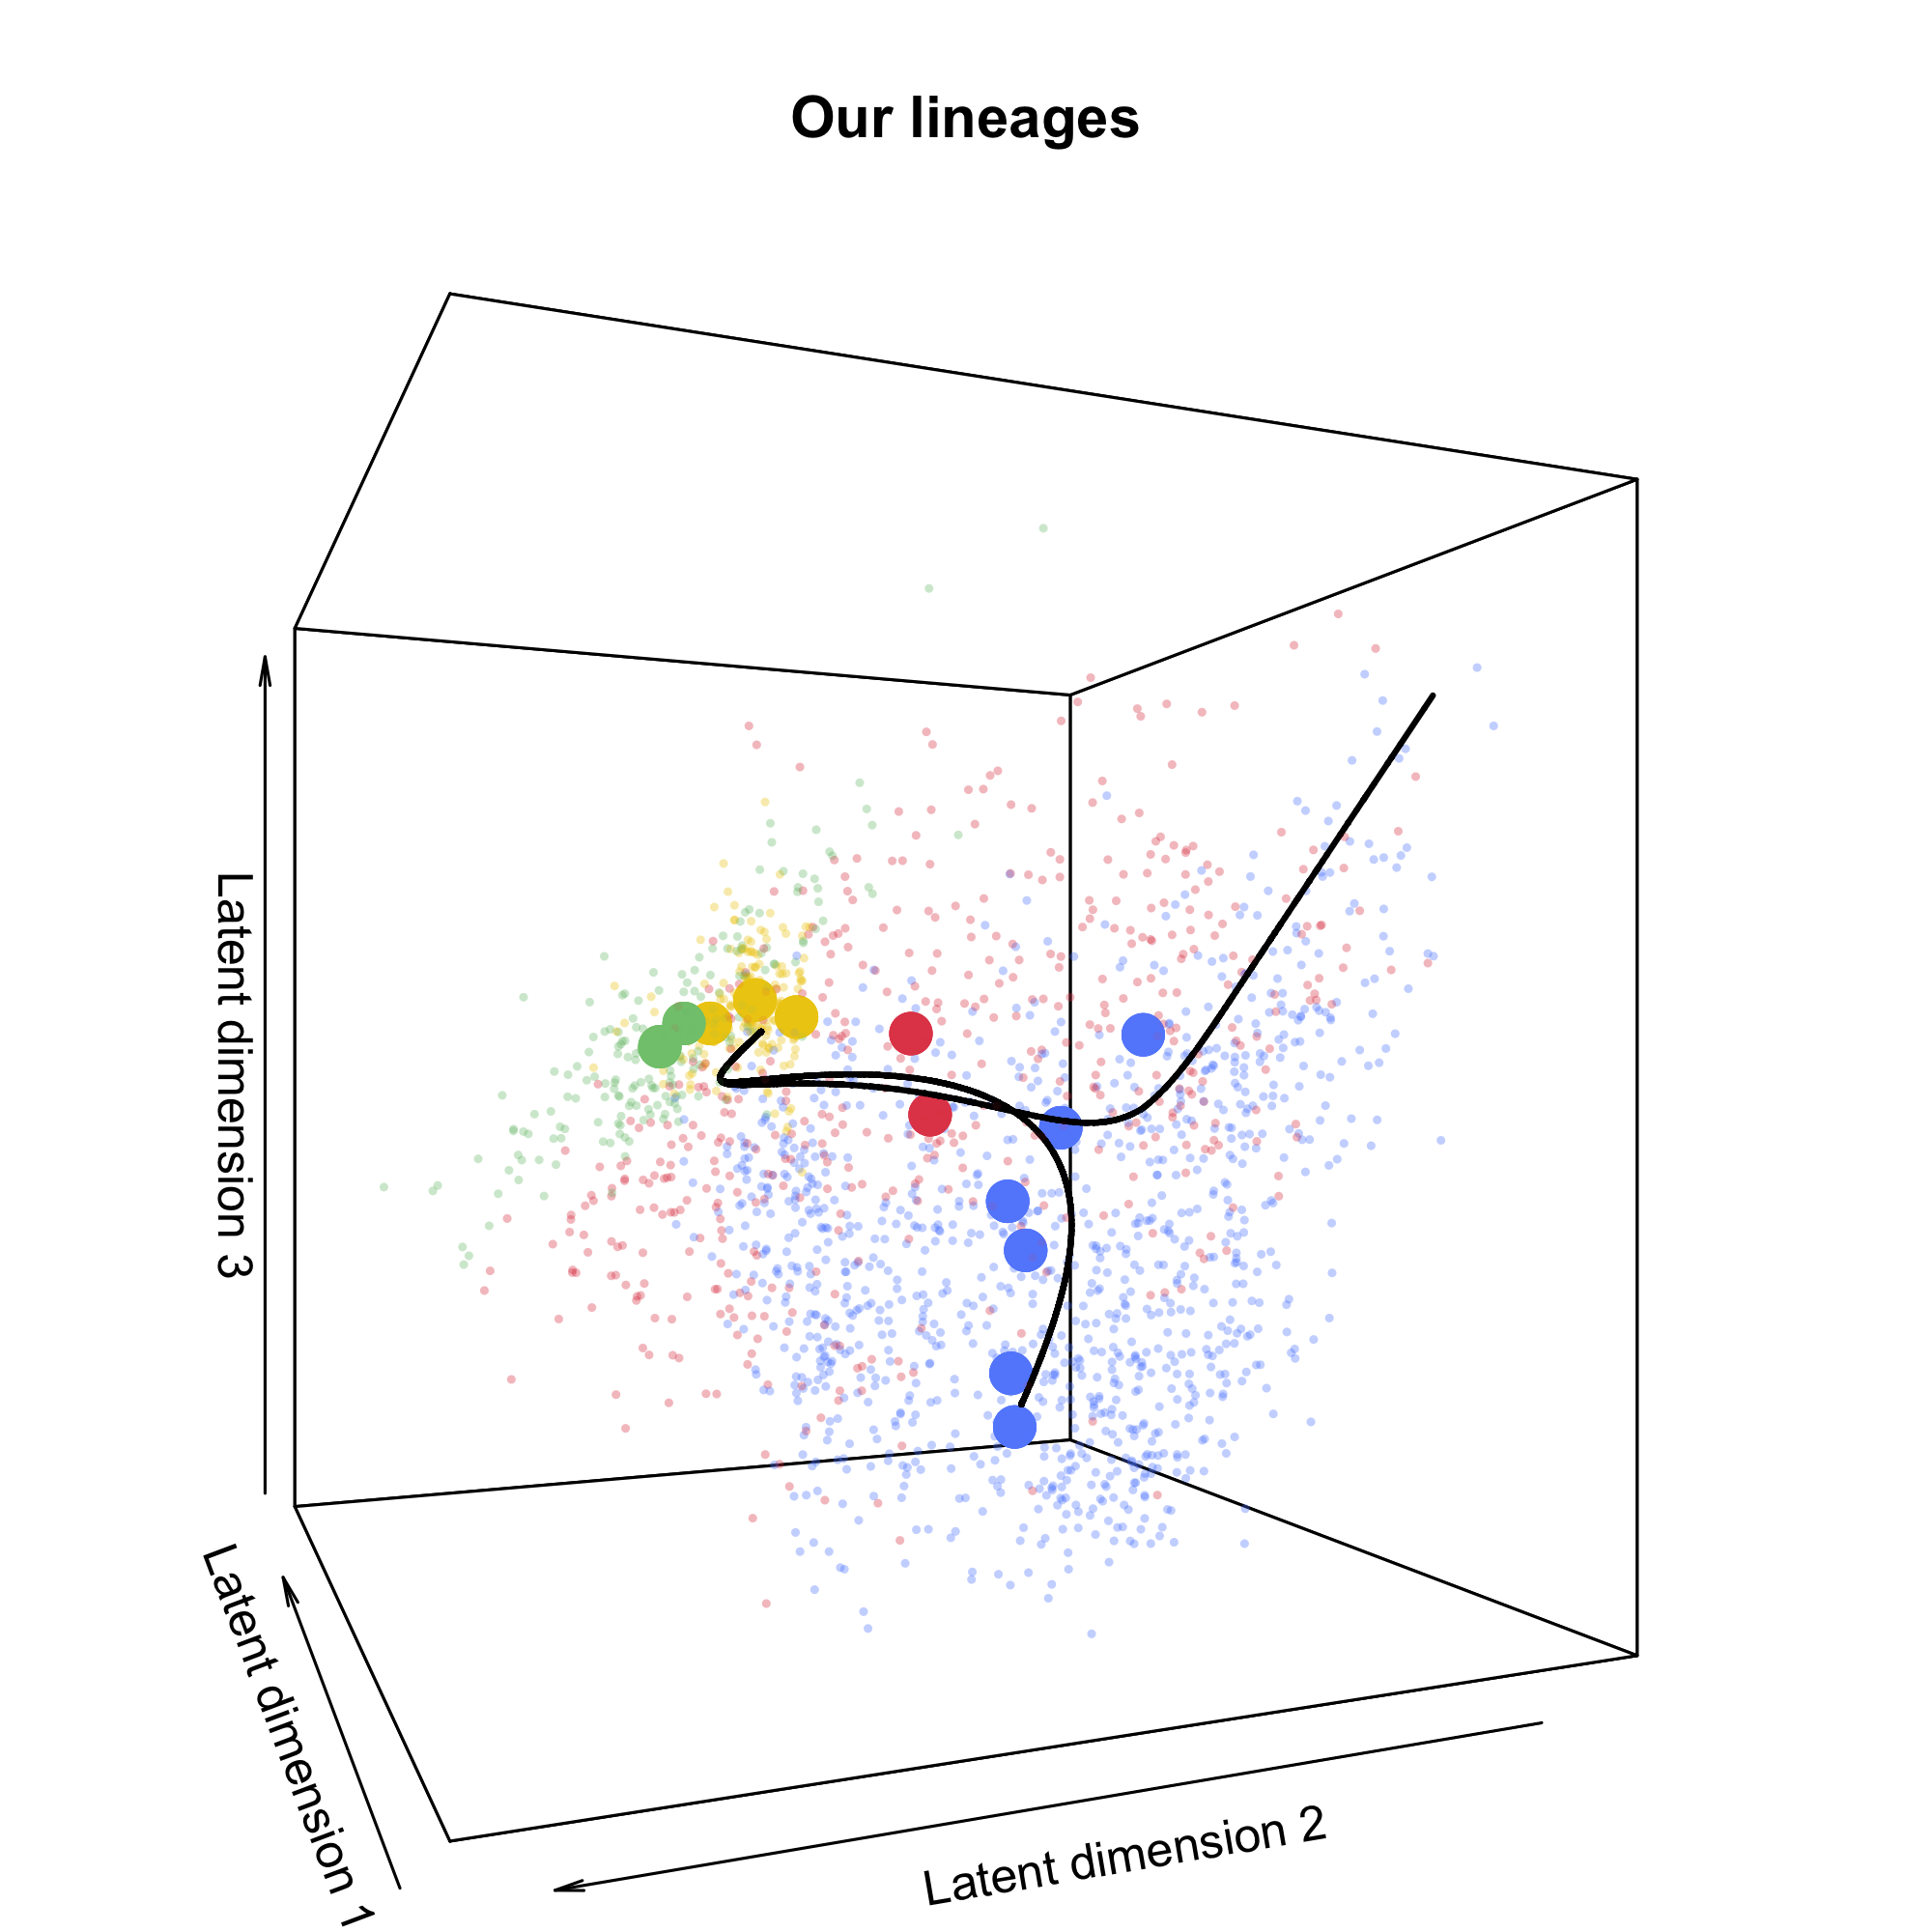 Our lineages
Latent dimension 3
Latent dimension 1
Latent dimension 2